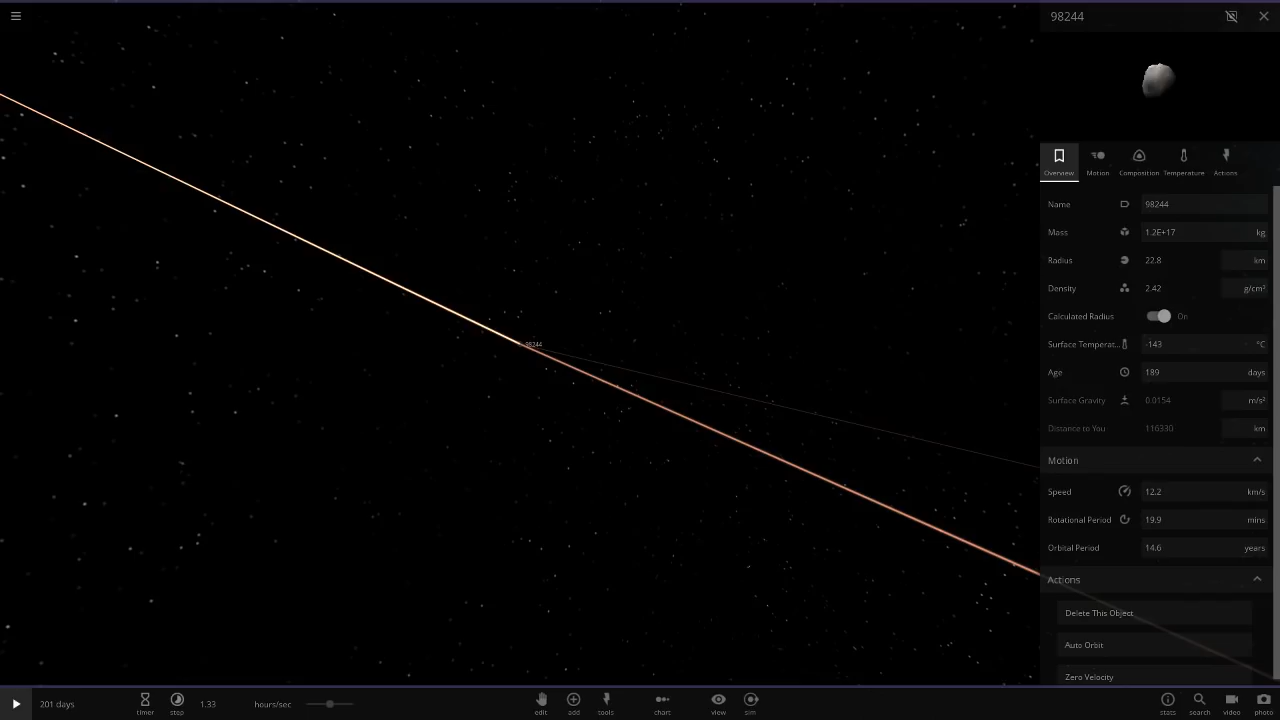 98244
Overview Motion Composition Temperature Actions
Name 98244
Mass 1.2E+17 kg
Radius 22.8 km
Density 2.42 g/cm³
Calculated Radius On
Surface Temperat... -143 °C
Age 189 days
Surface Gravity 0.0154 m/s²
Distance to You 116330 km
Motion
Speed 12.2 km/s
Rotational Period 19.9 mins
Orbital Period 14.6 years
Actions
Delete This Object
Auto Orbit
Zero Velocity
98244
201 days timer step 1.33 hours/sec edit add tools chart view sim stats search video photo